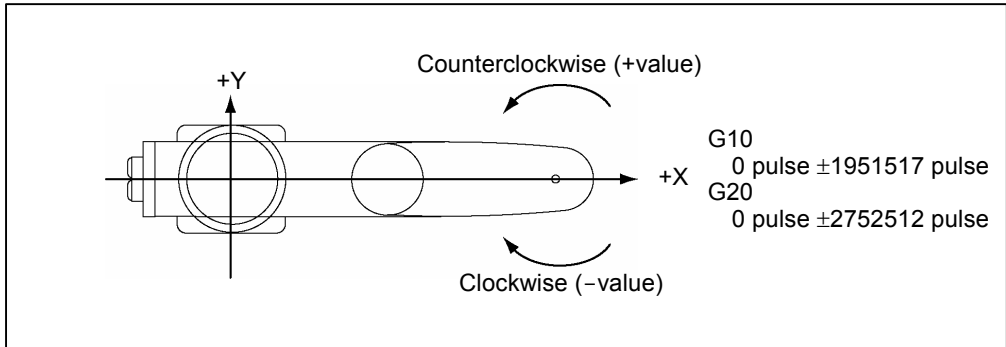 Counterclockwise (+value)
+Y
G10
0 pulse ±1951517 pulse
+X
G20
0 pulse ±2752512 pulse
Clockwise (−value)